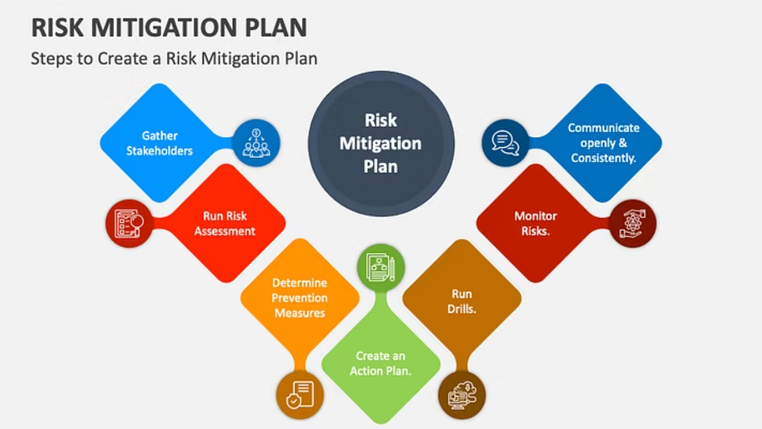 RISK MITIGATION PLAN
Steps to Create a Risk Mitigation Plan
Risk
Mitigation
Plan
Gather
Stakeholders
Run Risk
Assessment
Determine
Prevention
Measures
Create an
Action Plan.
Run
Drills.
Monitor
Risks.
Communicate
openly &
Consistently.